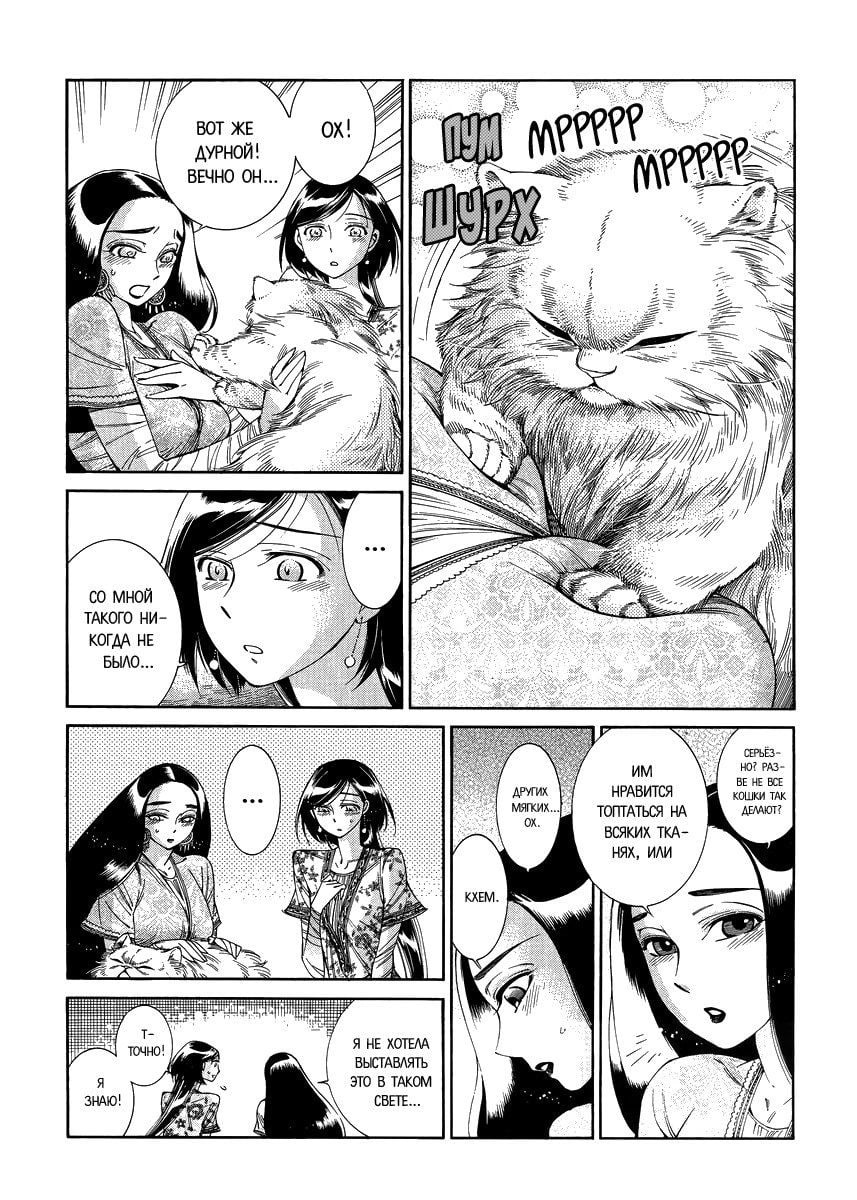 ПУМ
ШУРХ
МРРРРР
МРРРРР
ОХ!
ВОТ ЖЕ
ДУРНОЙ!
ВЕЧНО ОН...
...
СО МНОЙ
ТАКОГО НИ-
КОГДА НЕ
БЫЛО...
СЕРЬЁЗ-
НО? РАЗ-
ВЕ НЕ ВСЕ
КОШКИ ТАК
ДЕЛАЮТ?
ИМ
НРАВИТСЯ
ТОПТАТЬСЯ НА
ВСЯКИХ ТКА-
НЯХ, ИЛИ
ДРУГИХ
МЯГКИХ...
ОХ.
КХЕМ.
...
Я НЕ ХОТЕЛА
ВЫСТАВЛЯТЬ
ЭТО В ТАКОМ
СВЕТЕ...
Т-
ТОЧНО!
Я
ЗНАЮ!